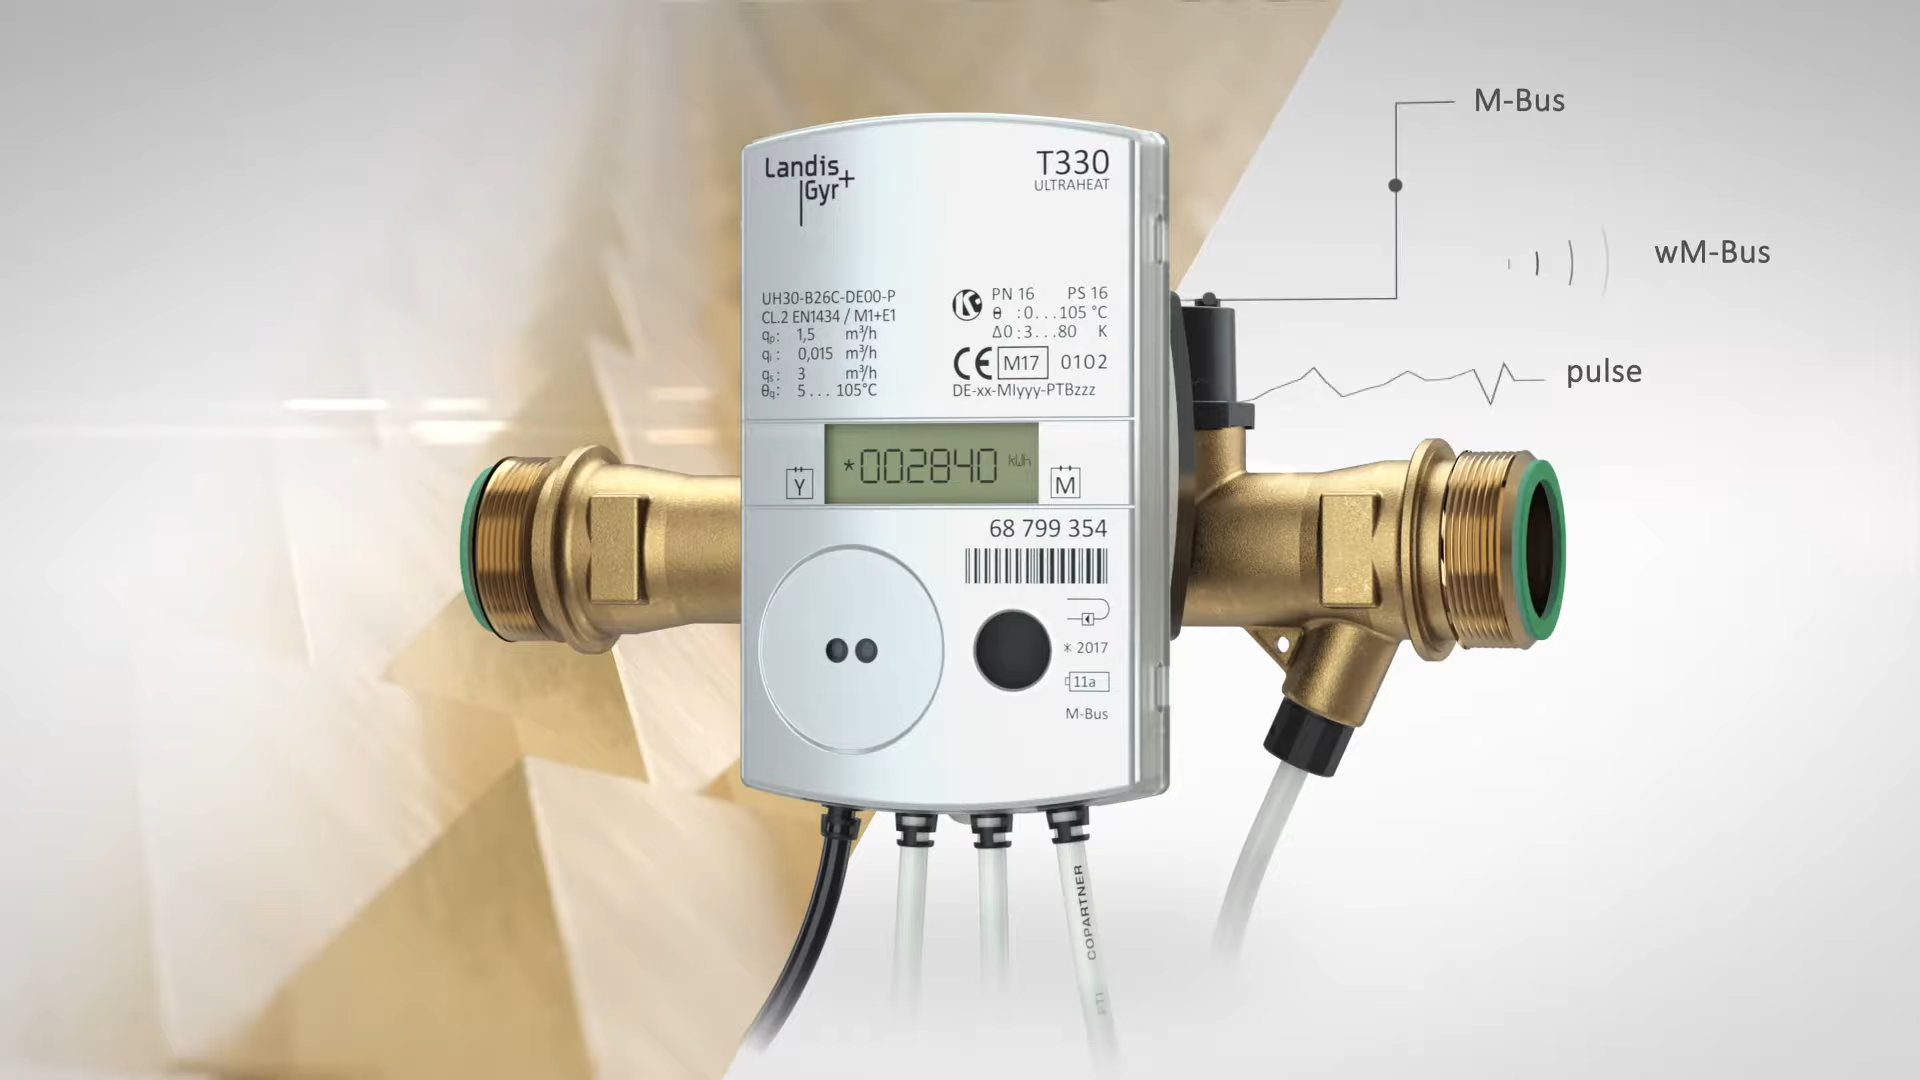 M-Bus
wM-Bus
pulse
Landis
Gyr+
T330
ULTRAHEAT
UH30-B26C-DE00-P
CL.2 EN1434 / M1+E1
qp: 1,5 m³/h
qi: 0,015 m³/h
qs: 3 m³/h
θq: 5... 105°C
PN 16 PS 16
θ :0...105 °C
Δθ:3...80 K
CE M17 0102
DE-xx-MIyyy-PTBzzz
Y
*002840 kWh
M
68 799 354
* 2017
11a
M-Bus
COPARTNER